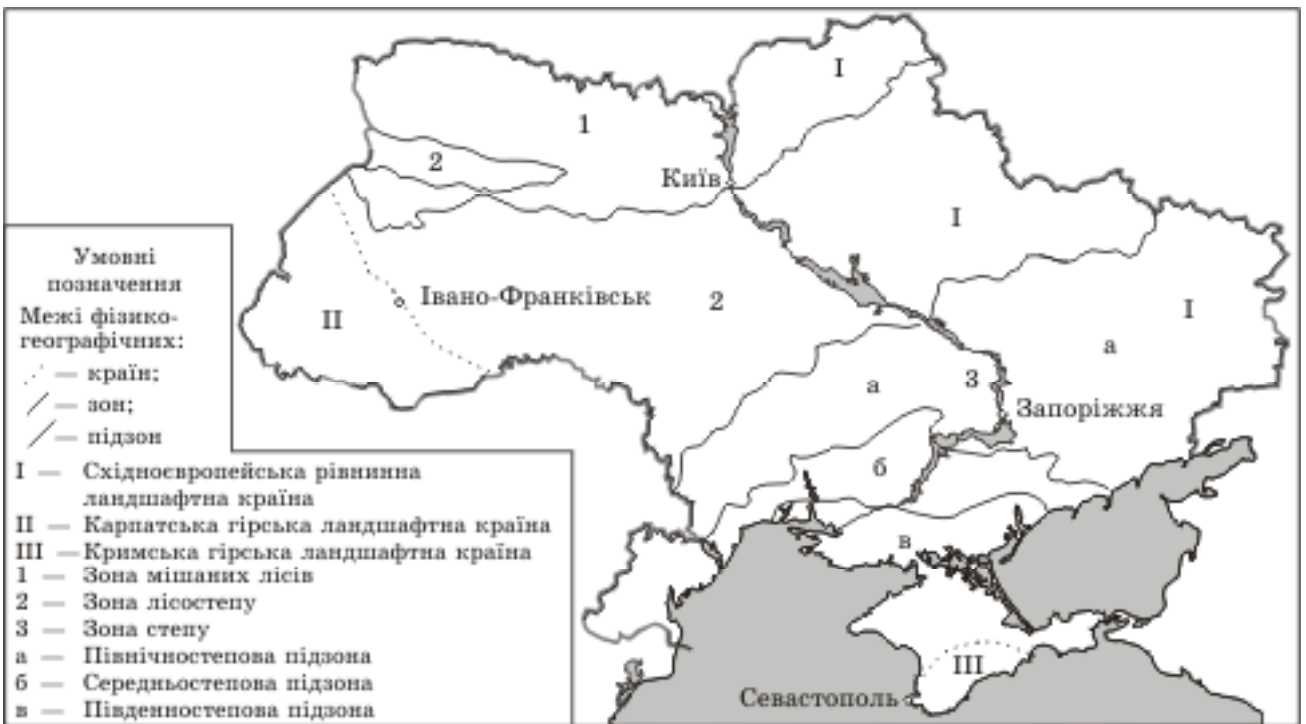 I
1
2
Київ
I
Умовні
позначення
Межі фізико-
географічних:
— країн;
— зон;
— підзон
Івано-Франківськ
2
II
I
а
а
3
Запоріжжя
б
в
III
Севастополь
I — Східноєвропейська рівнинна
ландшафтна країна
II — Карпатська гірська ландшафтна країна
III — Кримська гірська ландшафтна країна
1 — Зона мішаних лісів
2 — Зона лісостепу
3 — Зона степу
а — Північностепова підзона
б — Середньостепова підзона
в — Південностепова підзона